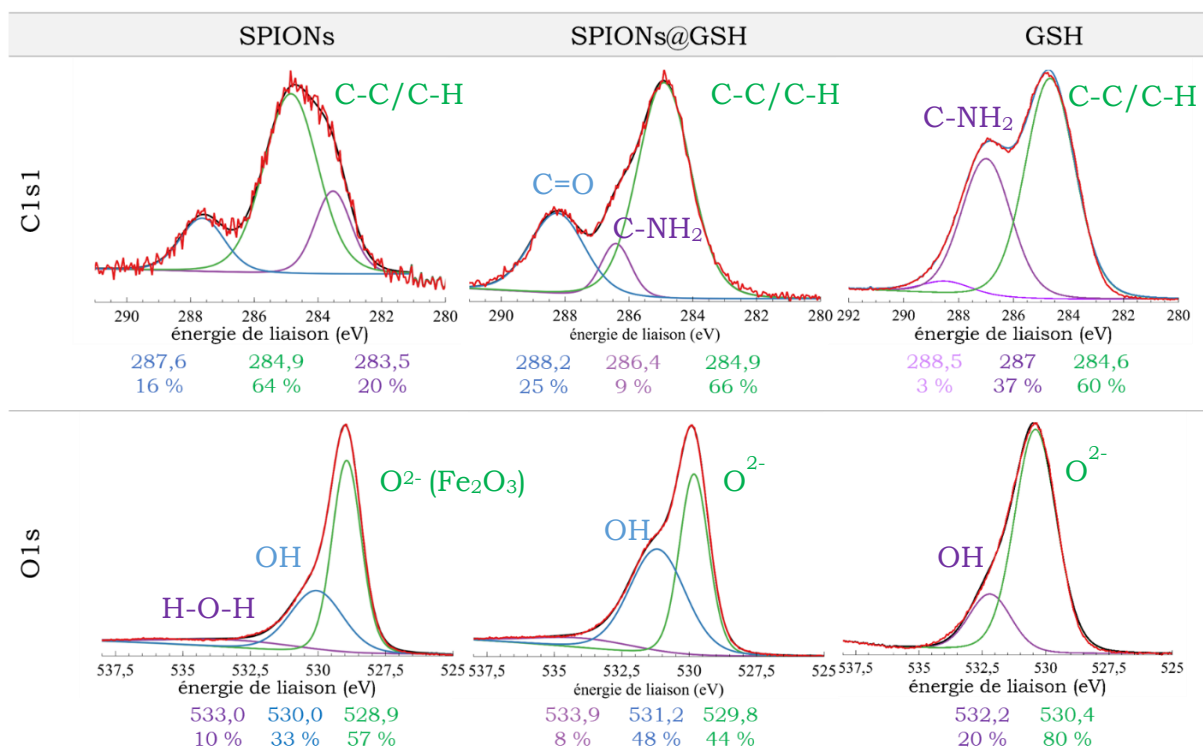 SPIONs SPIONs@GSH GSH
C1s1
C-C/C-H
290 288 286 284 282 280
énergie de liaison (eV)
287,6 284,9 283,5
16 % 64 % 20 %
C-C/C-H
C=O
C-NH₂
290 288 286 284 282 280
énergie de liaison (eV)
288,2 286,4 284,9
25 % 9 % 66 %
C-C/C-H
C-NH₂
292 290 288 286 284 282 280
énergie de liaison (eV)
288,5 287 284,6
3 % 37 % 60 %
O1s
O²⁻ (Fe₂O₃)
OH
H-O-H
537,5 535 532,5 530 527,5 525
énergie de liaison (eV)
533,0 530,0 528,9
10 % 33 % 57 %
O²⁻
OH
537,5 535 532,5 530 527,5 525
énergie de liaison (eV)
533,9 531,2 529,8
8 % 48 % 44 %
O²⁻
OH
537,5 535 532,5 530 527,5 525
énergie de liaison (eV)
532,2 530,4
20 % 80 %